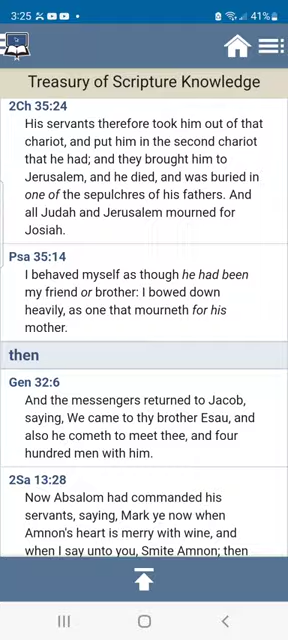 3:25
41%
Treasury of Scripture Knowledge
2Ch 35:24
His servants therefore took him out of that
chariot, and put him in the second chariot
that he had; and they brought him to
Jerusalem, and he died, and was buried in
one of the sepulchres of his fathers. And
all Judah and Jerusalem mourned for
Josiah.
Psa 35:14
I behaved myself as though he had been
my friend or brother: I bowed down
heavily, as one that mourneth for his
mother.
then
Gen 32:6
And the messengers returned to Jacob,
saying, We came to thy brother Esau, and
also he cometh to meet thee, and four
hundred men with him.
2Sa 13:28
Now Absalom had commanded his
servants, saying, Mark ye now when
Amnon's heart is merry with wine, and
when I say unto you, Smite Amnon; then